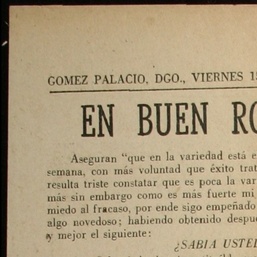 GOMEZ PALACIO, DGO., VIERNES 15
EN BUEN RO
Aseguran "que en la variedad está e
semana, con más voluntad que éxito trat
resulta triste constatar que es poca la var
más sin embargo como es más fuerte mi
miedo al fracaso, por ende sigo empeñado
algo novedoso; habiendo obtenido despu
y mejor el siguiente:
¿SABIA USTE